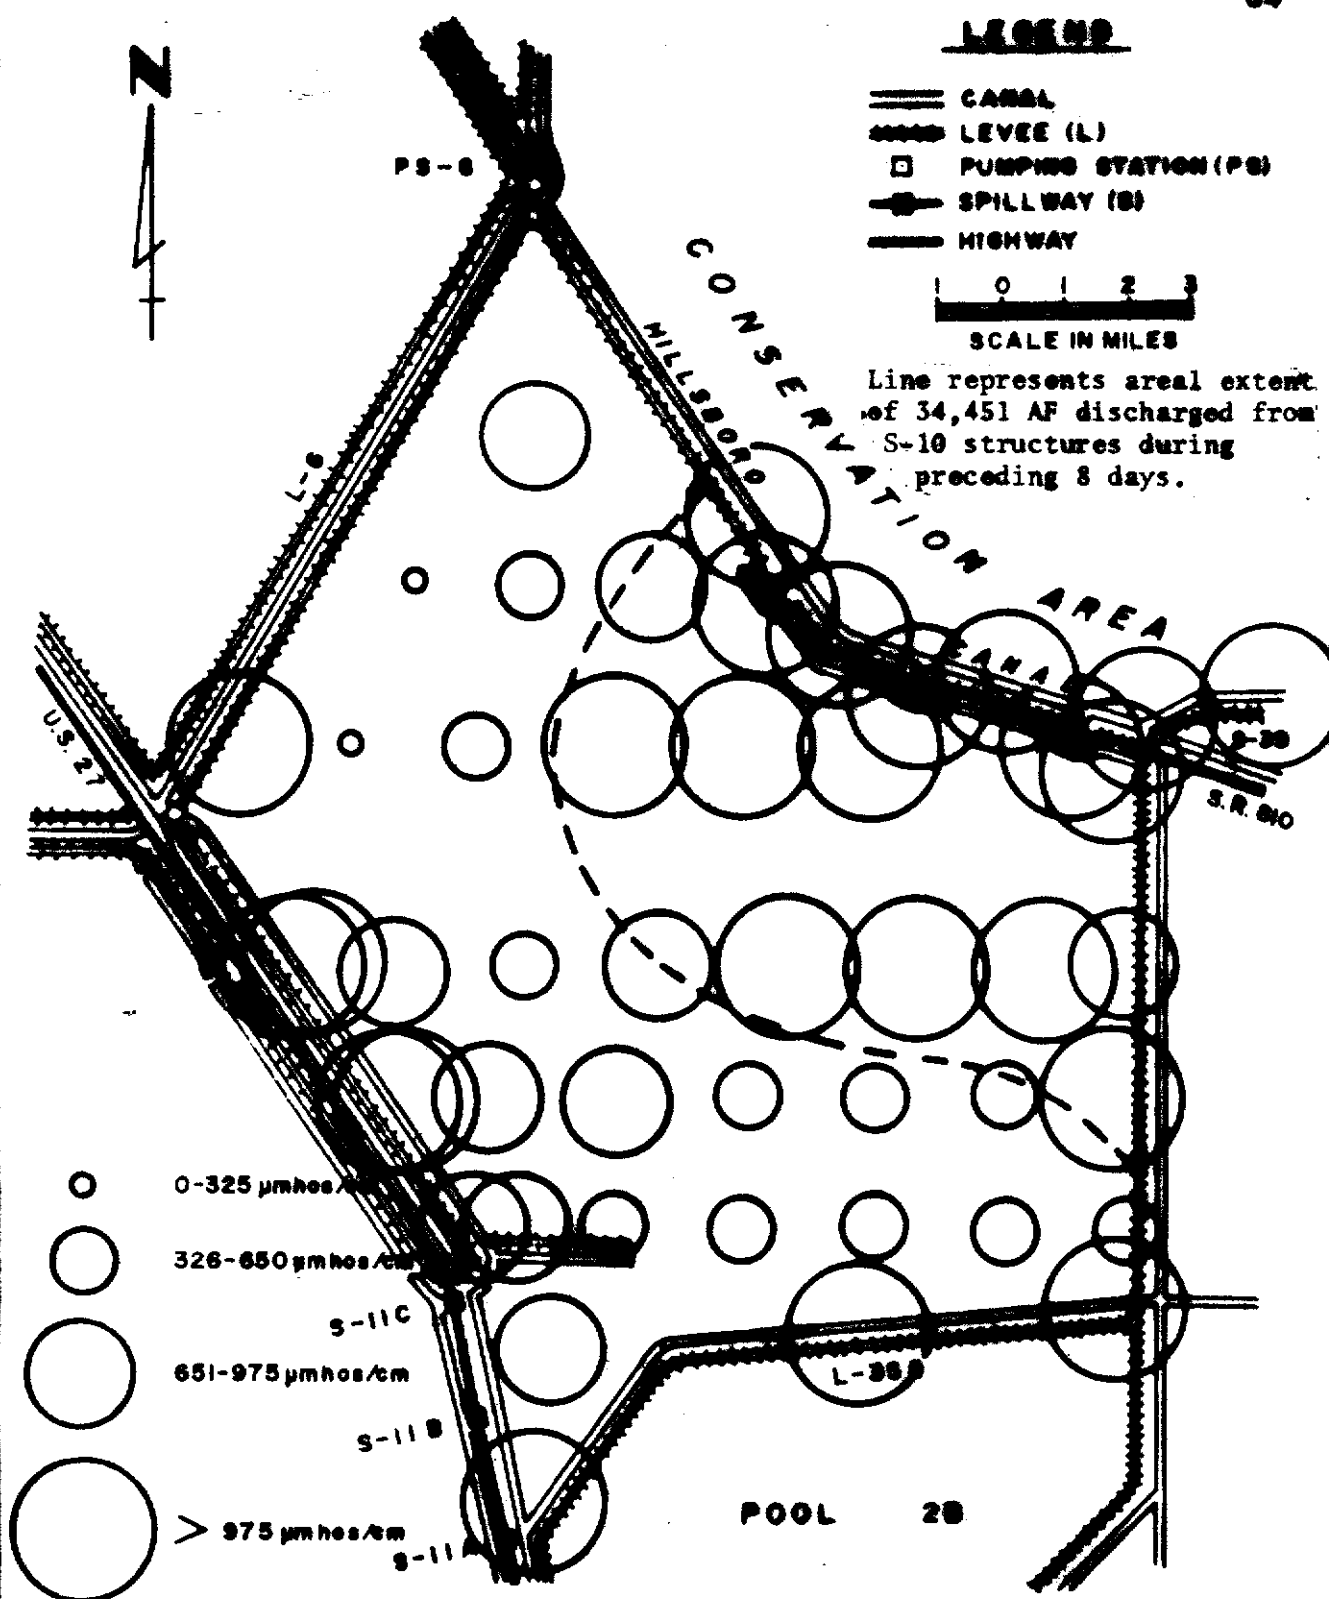 LEGEND
N
CANAL
LEVEE (L)
PS-6
PUMPING STATION (PS)
SPILLWAY (S)
HIGHWAY
1 0 1 2 3
SCALE IN MILES
Line represents areal extent
of 34,451 AF discharged from
S-10 structures during
preceding 8 days.
CONSERVATION AREA
HILLSBORO
CANAL
L-6
U.S. 27
S-39
S.R. 810
0-325 µmhos/
326-650 µmhos/cm
S-11C
651-975 µmhos/cm
L-35B
S-11B
POOL 2B
> 975 µmhos/cm
S-11A